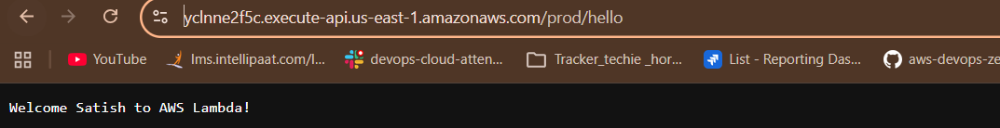 yclnne2f5c.execute-api.us-east-1.amazonaws.com/prod/hello
YouTube lms.intellipaat.com/l... devops-cloud-atten... Tracker_techie _hor... List - Reporting Das... aws-devops-ze
Welcome Satish to AWS Lambda!